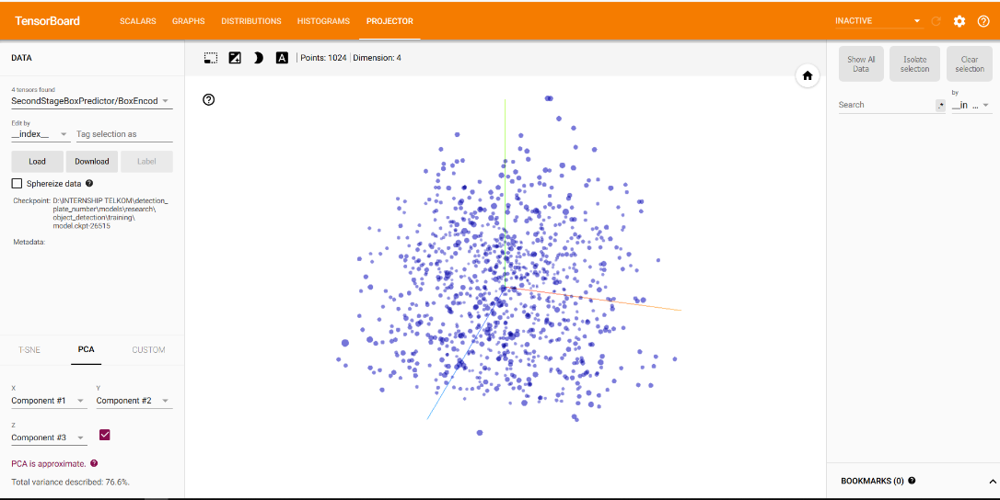 TensorBoard
SCALARS GRAPHS DISTRIBUTIONS HISTOGRAMS PROJECTOR
INACTIVE
DATA
A
Points: 1024
Dimension: 4
4 tensors found
SecondStageBoxPredictor/BoxEncod
Edit by
__index__
Tag selection as
Load
Download
Label
Sphereize data
Checkpoint: D:\INTERNSHIP TELKOM\detection_
plate_number\models\research\
object_detection\training\
model.ckpt-26515
Metadata:
T-SNE
PCA
CUSTOM
X
Component #1
Y
Component #2
Z
Component #3
PCA is approximate.
Total variance described: 76.6%.
Show All
Data
Isolate
selection
Clear
selection
Search
.*
by
__in ...
BOOKMARKS (0)